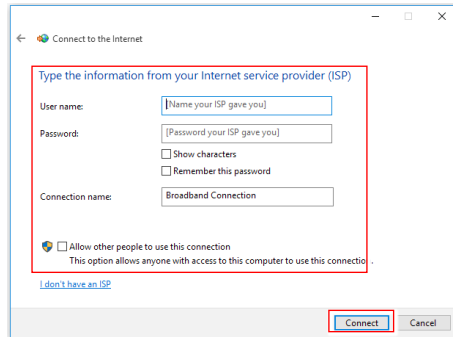 Connect to the Internet
Type the information from your Internet service provider (ISP)
User name:
[Name your ISP gave you]
Password:
[Password your ISP gave you]
Show characters
Remember this password
Connection name:
Broadband Connection
Allow other people to use this connection
This option allows anyone with access to this computer to use this connectio .
I don't have an ISP
Connect Cancel